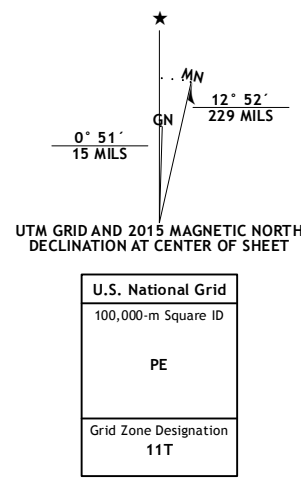 ★
MN
GN
12° 52´
229 MILS
0° 51´
15 MILS
UTM GRID AND 2015 MAGNETIC NORTH
DECLINATION AT CENTER OF SHEET
U.S. National Grid
100,000-m Square ID
PE
Grid Zone Designation
11T